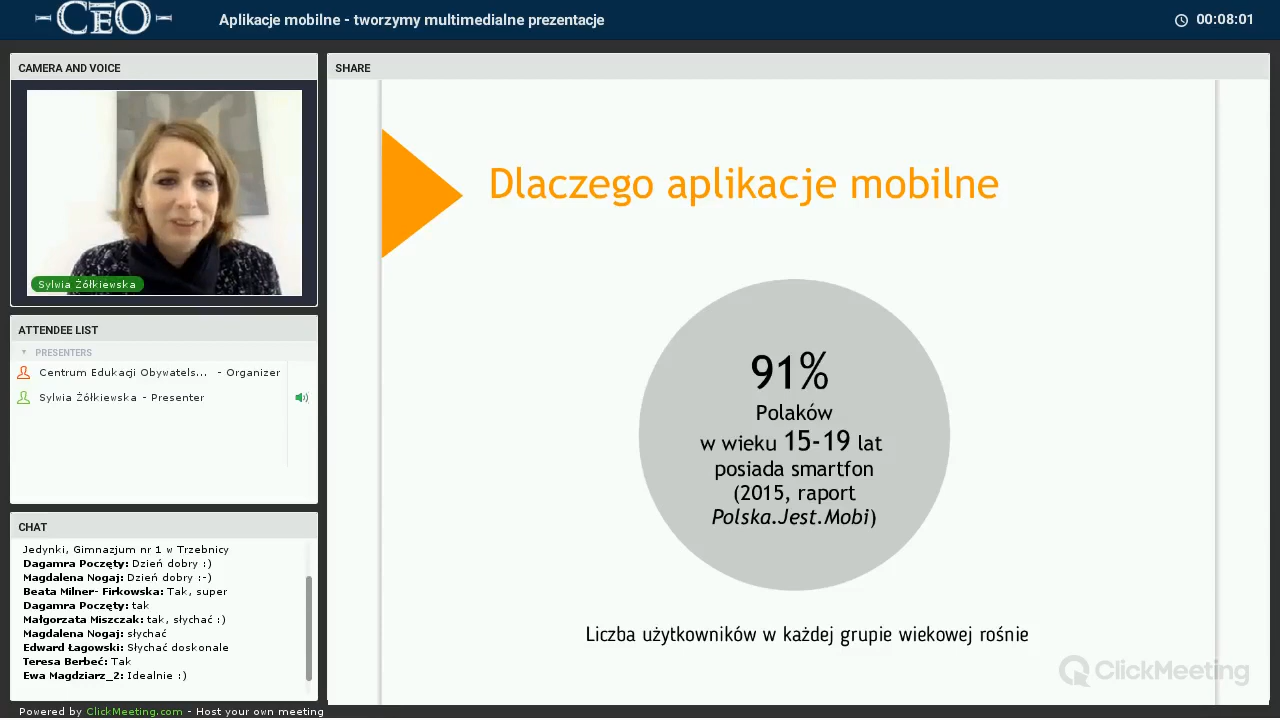 CEO
Aplikacje mobilne - tworzymy multimedialne prezentacje
00:08:01
CAMERA AND VOICE
Sylwia Żółkiewska
ATTENDEE LIST
PRESENTERS
Centrum Edukacji Obywatels... - Organizer
Sylwia Żółkiewska - Presenter
CHAT
Jedynki, Gimnazjum nr 1 w Trzebnicy
Dagamra Poczęty: Dzień dobry :)
Magdalena Nogaj: Dzień dobry :-)
Beata Milner- Firkowska: Tak, super
Dagamra Poczęty: tak
Małgorzata Miszczak: tak, słychać :)
Magdalena Nogaj: słychać
Edward Łagowski: Słychać doskonale
Teresa Berbeć: Tak
Ewa Magdziarz_2: Idealnie :)
SHARE
Dlaczego aplikacje mobilne
91%
Polaków
w wieku 15-19 lat
posiada smartfon
(2015, raport
Polska.Jest.Mobi)
Liczba użytkowników w każdej grupie wiekowej rośnie
ClickMeeting
Powered by ClickMeeting.com - Host your own meeting